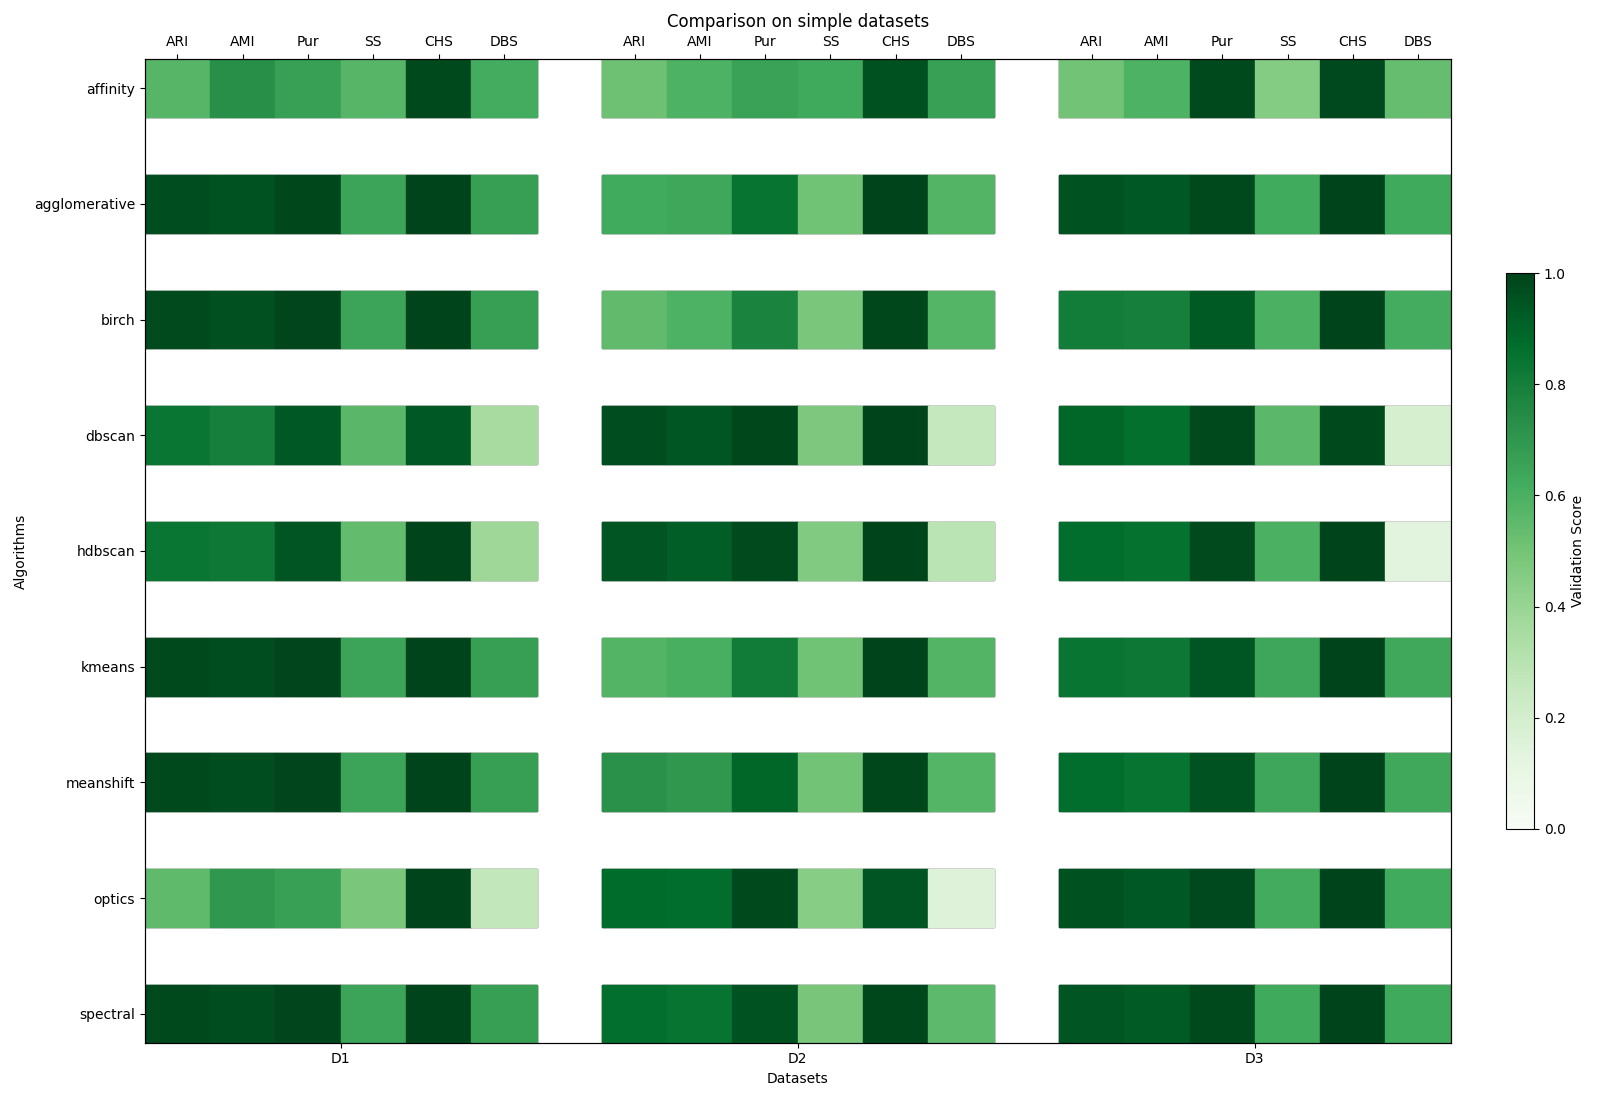 Comparison on simple datasets
ARI AMI Pur SS CHS DBS ARI AMI Pur SS CHS DBS ARI AMI Pur SS CHS DBS
affinity
agglomerative
birch
dbscan
hdbscan
kmeans
meanshift
optics
spectral
Algorithms
D1 D2 D3
Datasets
1.0
0.8
0.6
0.4
0.2
0.0
Validation Score